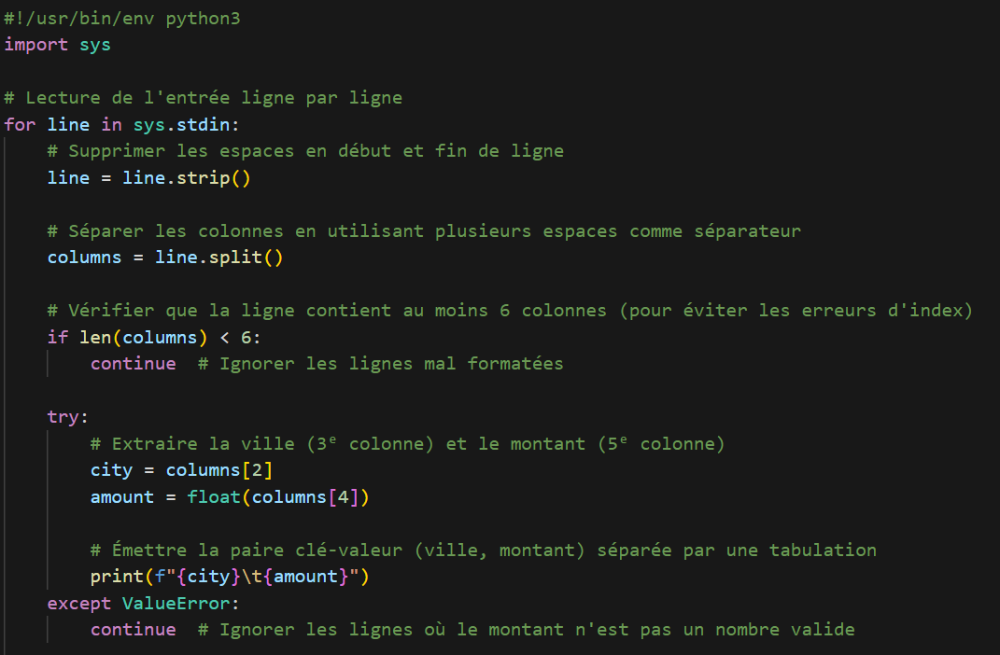 #!/usr/bin/env python3
import sys

# Lecture de l'entrée ligne par ligne
for line in sys.stdin:
    # Supprimer les espaces en début et fin de ligne
    line = line.strip()

    # Séparer les colonnes en utilisant plusieurs espaces comme séparateur
    columns = line.split()

    # Vérifier que la ligne contient au moins 6 colonnes (pour éviter les erreurs d'index)
    if len(columns) < 6:
        continue  # Ignorer les lignes mal formatées

    try:
        # Extraire la ville (3ᵉ colonne) et le montant (5ᵉ colonne)
        city = columns[2]
        amount = float(columns[4])

        # Émettre la paire clé-valeur (ville, montant) séparée par une tabulation
        print(f"{city}\t{amount}")
    except ValueError:
        continue  # Ignorer les lignes où le montant n'est pas un nombre valide